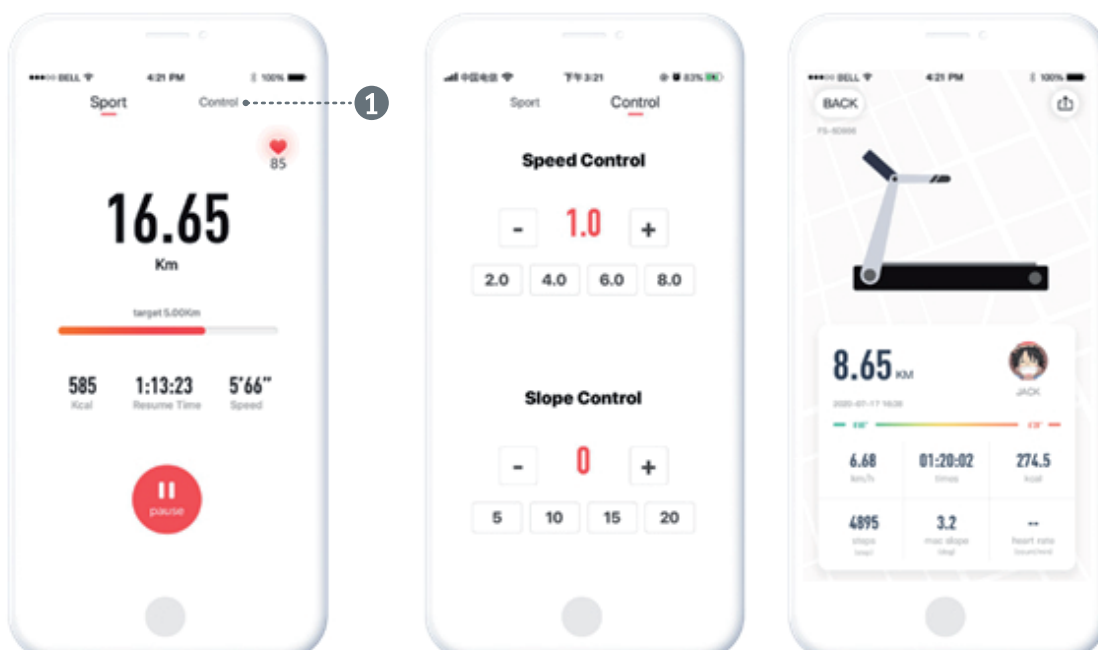 BELL 4:21 PM 100%
Sport Control
1
85
16.65
Km
target 5.00Km
585 1:13:23 5'66"
Kcal Resume Time Speed
pause
中国电信 下午3:21 83%
Sport Control
Speed Control
- 1.0 +
2.0 4.0 6.0 8.0
Slope Control
- 0 +
5 10 15 20
BELL 4:21 PM 100%
BACK
8.65 KM
JACK
6.68 01:20:02 274.5
km/h times kcal
4895 3.2 --
steps mac slope heart rate